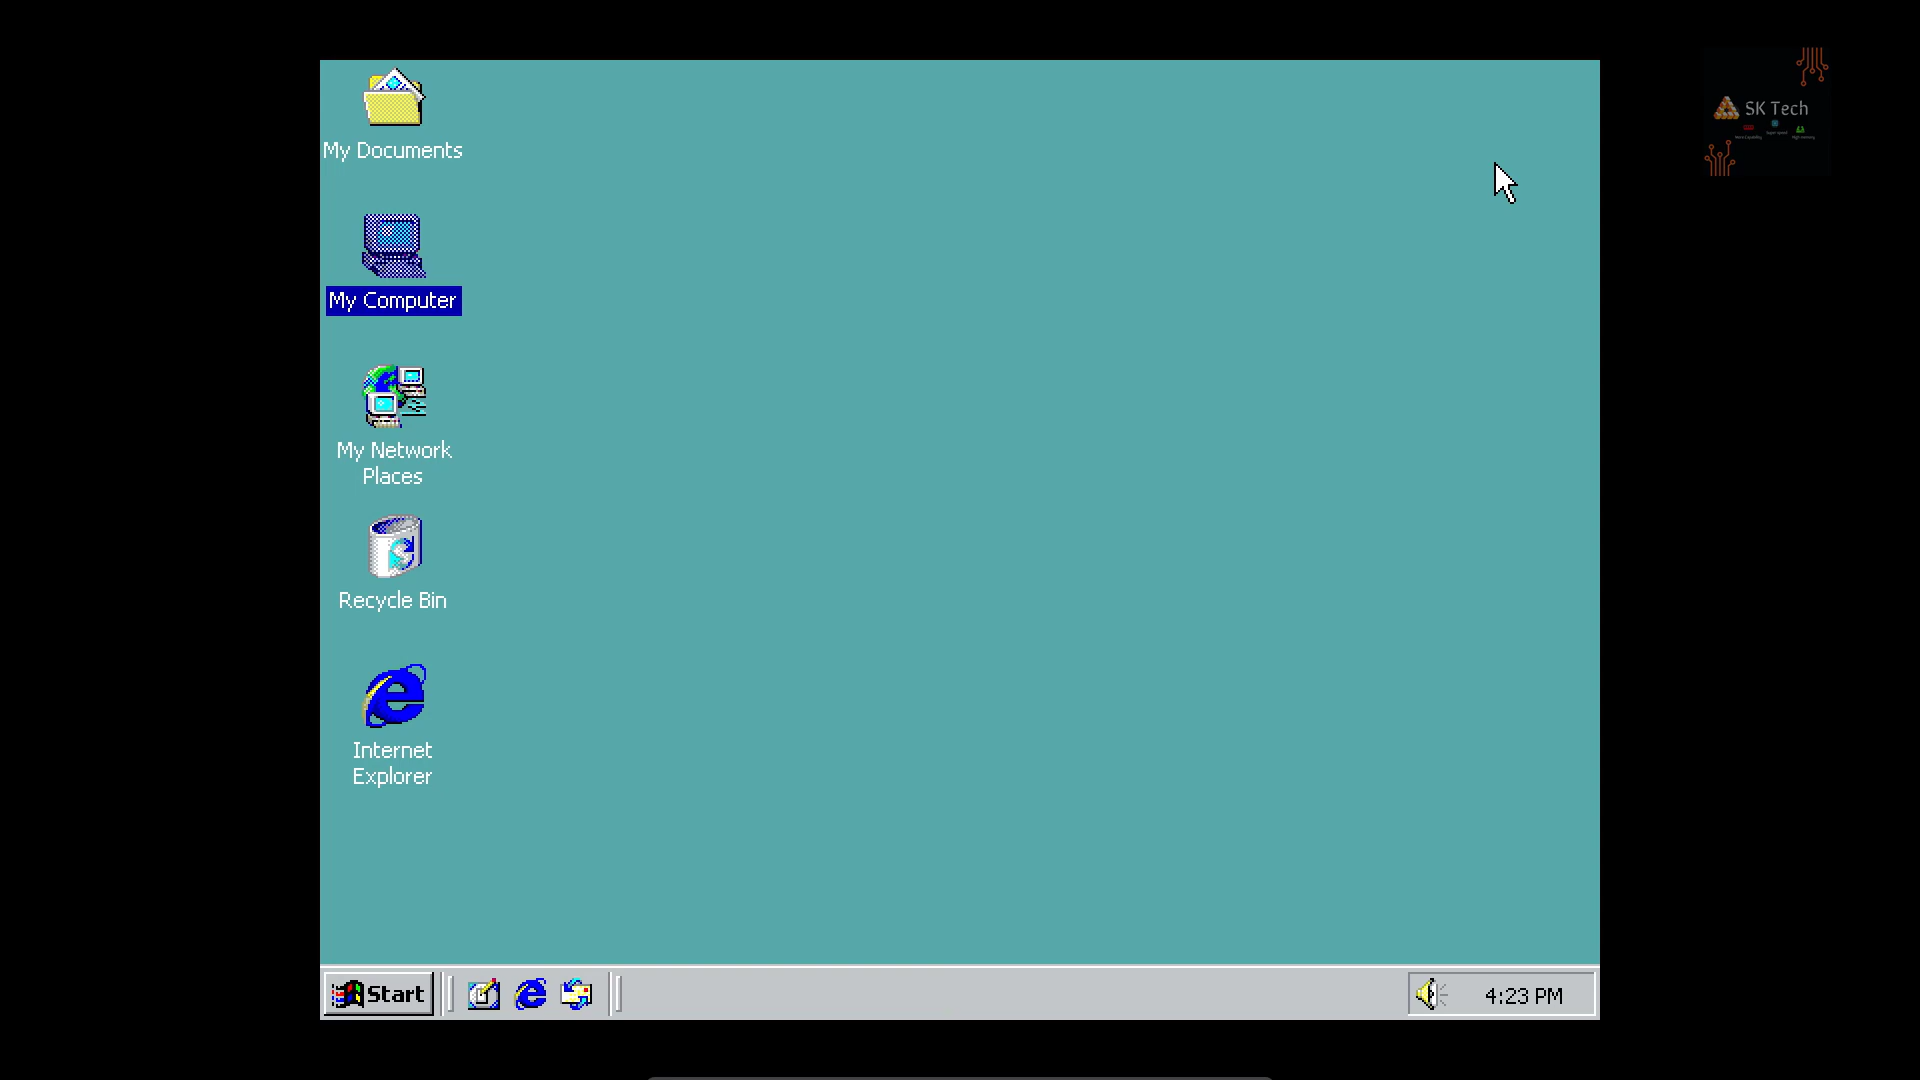 My Documents
My Computer
My Network
Places
Recycle Bin
Internet
Explorer
Start
4:23 PM
SK Tech